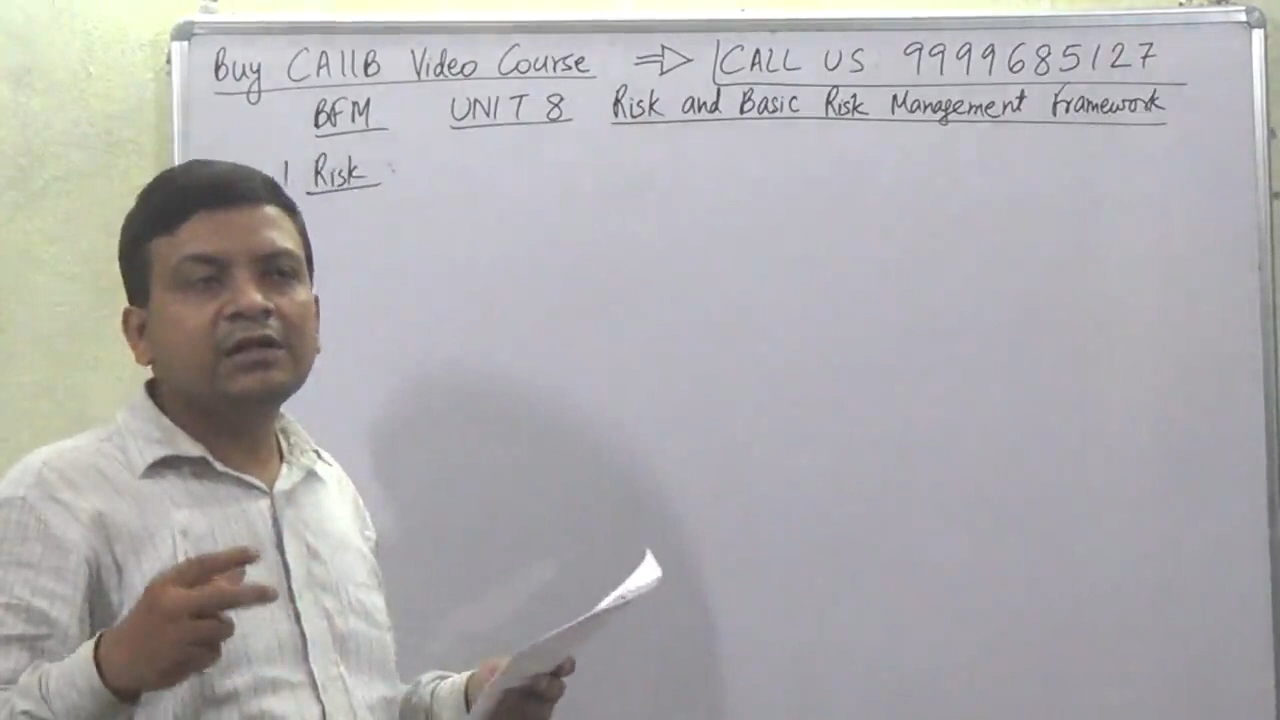 Buy CAIIB Video Course ⇒ CALL US 9999685127
BFM UNIT 8 Risk and Basic Risk Management Framework
1 Risk